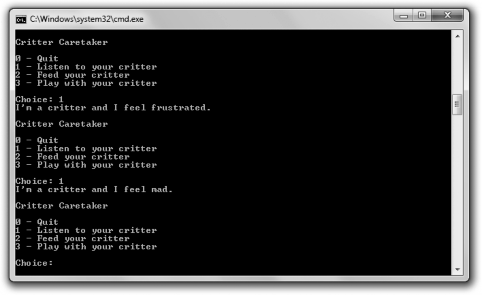 C:\Windows\system32\cmd.exe
Critter Caretaker
0 - Quit
1 - Listen to your critter
2 - Feed your critter
3 - Play with your critter
Choice: 1
I'm a critter and I feel frustrated.
Critter Caretaker
0 - Quit
1 - Listen to your critter
2 - Feed your critter
3 - Play with your critter
Choice: 1
I'm a critter and I feel mad.
Critter Caretaker
0 - Quit
1 - Listen to your critter
2 - Feed your critter
3 - Play with your critter
Choice: